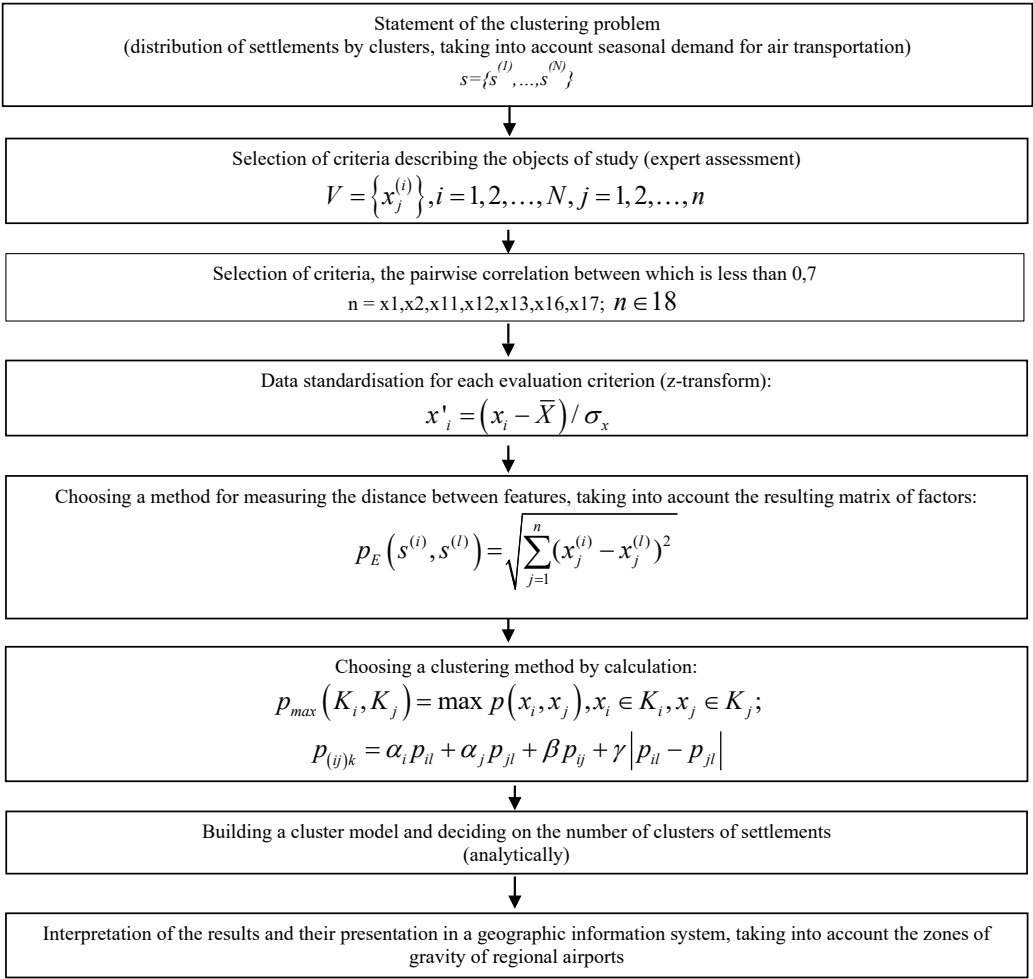 Statement of the clustering problem
(distribution of settlements by clusters, taking into account seasonal demand for air transportation)
s={s^(1),...,s^(N)}
Selection of criteria describing the objects of study (expert assessment)
V = {x_j^(i)}, i = 1, 2, …, N, j = 1, 2, …, n
Selection of criteria, the pairwise correlation between which is less than 0,7
n = x1,x2,x11,x12,x13,x16,x17; n ∈ 18
Data standardisation for each evaluation criterion (z-transform):
x'_i = (x_i − X̄) / σ_x
Choosing a method for measuring the distance between features, taking into account the resulting matrix of factors:
p_E (s^(i), s^(l)) = √(∑_{j=1}^{n} (x_j^(i) − x_j^(l))^2)
Choosing a clustering method by calculation:
p_max (K_i, K_j) = max p(x_i, x_j), x_i ∈ K_i, x_j ∈ K_j;
p_(ij)k = α_i p_il + α_j p_jl + β p_ij + γ |p_il − p_jl|
Building a cluster model and deciding on the number of clusters of settlements
(analytically)
Interpretation of the results and their presentation in a geographic information system, taking into account the zones of
gravity of regional airports